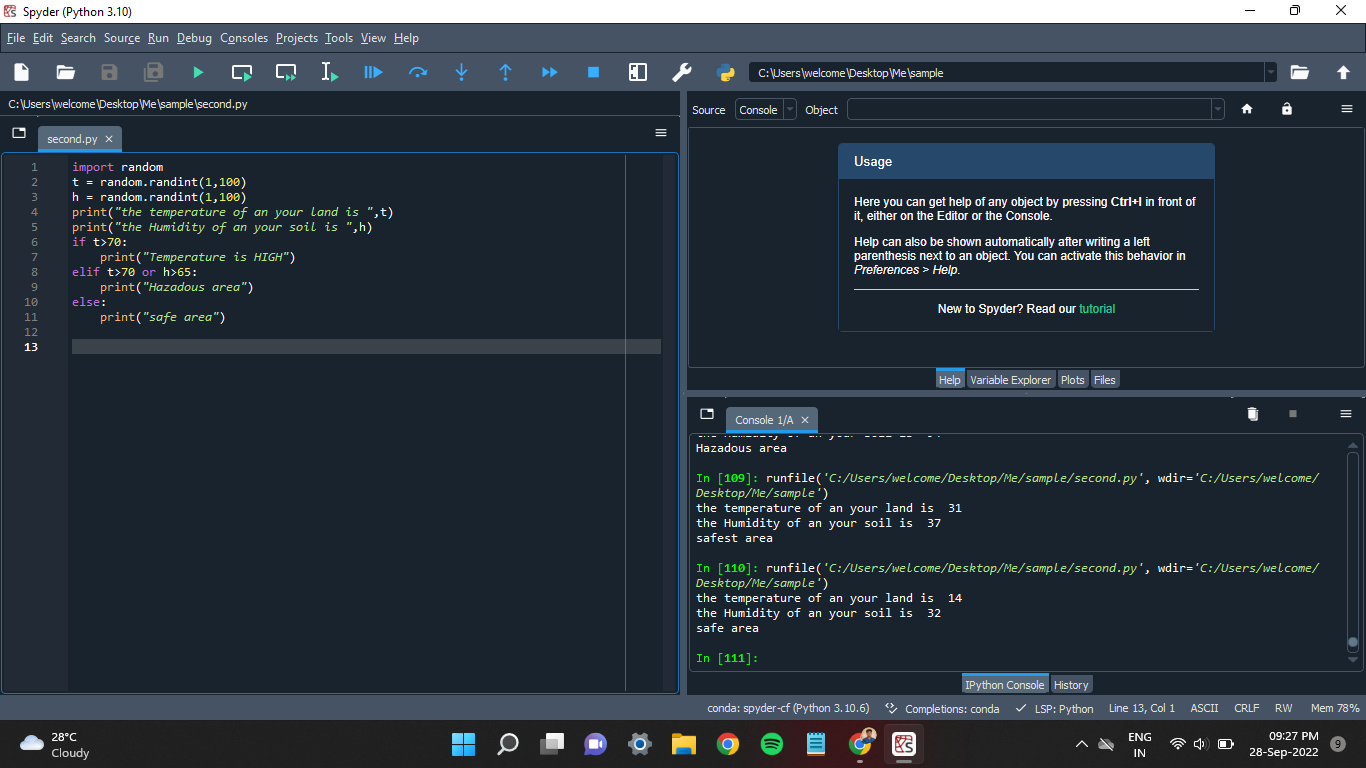 Spyder (Python 3.10)
File Edit Search Source Run Debug Consoles Projects Tools View Help
C:\Users\welcome\Desktop\Me\sample
C:\Users\welcome\Desktop\Me\sample\second.py
second.py
1 import random
2 t = random.randint(1,100)
3 h = random.randint(1,100)
4 print("the temperature of an your land is ",t)
5 print("the Humidity of an your soil is ",h)
6 if t>70:
7 print("Temperature is HIGH")
8 elif t>70 or h>65:
9 print("Hazadous area")
10 else:
11 print("safe area")
12
13
Source Console Object
Usage
Here you can get help of any object by pressing Ctrl+I in front of
it, either on the Editor or the Console.
Help can also be shown automatically after writing a left
parenthesis next to an object. You can activate this behavior in
Preferences > Help.
New to Spyder? Read our tutorial
Help Variable Explorer Plots Files
Console 1/A
Hazadous area
In [109]: runfile('C:/Users/welcome/Desktop/Me/sample/second.py', wdir='C:/Users/welcome/
Desktop/Me/sample')
the temperature of an your land is 31
the Humidity of an your soil is 37
safest area
In [110]: runfile('C:/Users/welcome/Desktop/Me/sample/second.py', wdir='C:/Users/welcome/
Desktop/Me/sample')
the temperature of an your land is 14
the Humidity of an your soil is 32
safe area
In [111]:
IPython Console History
conda: spyder-cf (Python 3.10.6) Completions: conda LSP: Python Line 13, Col 1 ASCII CRLF RW Mem 78%
28°C
Cloudy
ENG
IN
09:27 PM
28-Sep-2022
9